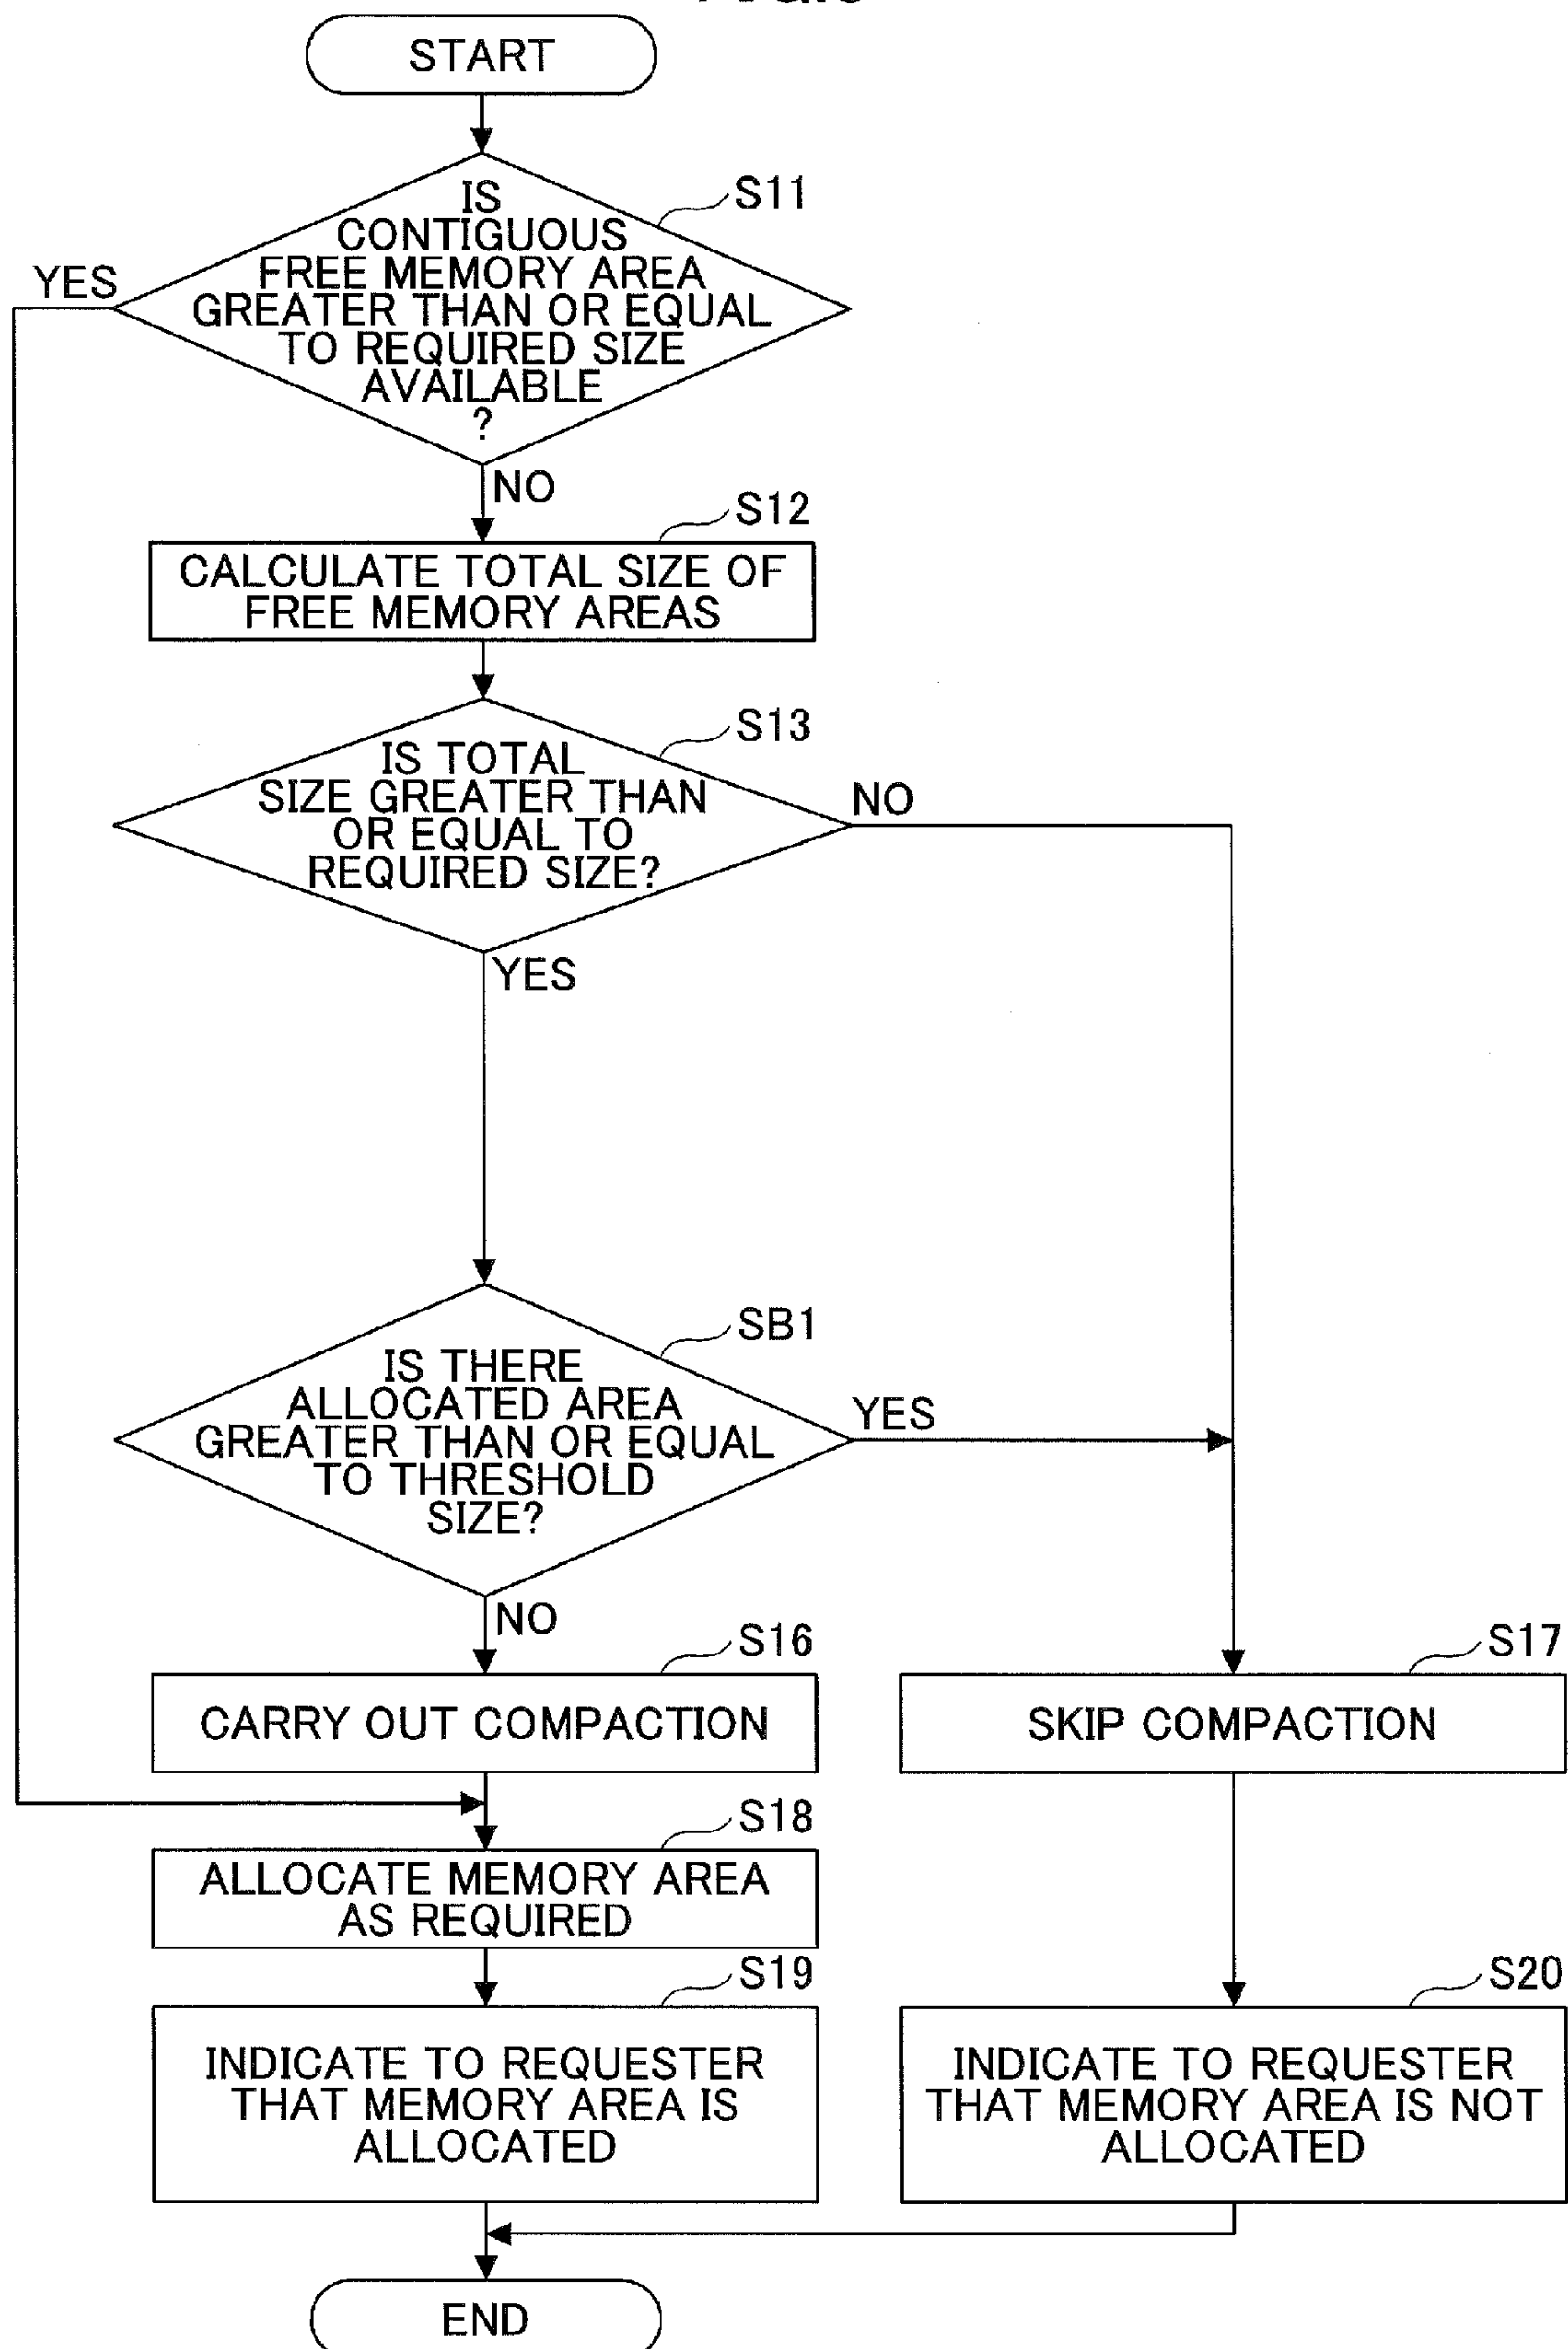 START
S11
IS
CONTIGUOUS
FREE MEMORY AREA
GREATER THAN OR EQUAL
TO REQUIRED SIZE
AVAILABLE
?
YES
NO
S12
CALCULATE TOTAL SIZE OF
FREE MEMORY AREAS
S13
IS TOTAL
SIZE GREATER THAN
OR EQUAL TO
REQUIRED SIZE?
NO
YES
SB1
IS THERE
ALLOCATED AREA
GREATER THAN OR EQUAL
TO THRESHOLD
SIZE?
YES
NO
S16
CARRY OUT COMPACTION
S17
SKIP COMPACTION
S18
ALLOCATE MEMORY AREA
AS REQUIRED
S19
INDICATE TO REQUESTER
THAT MEMORY AREA IS
ALLOCATED
S20
INDICATE TO REQUESTER
THAT MEMORY AREA IS NOT
ALLOCATED
END